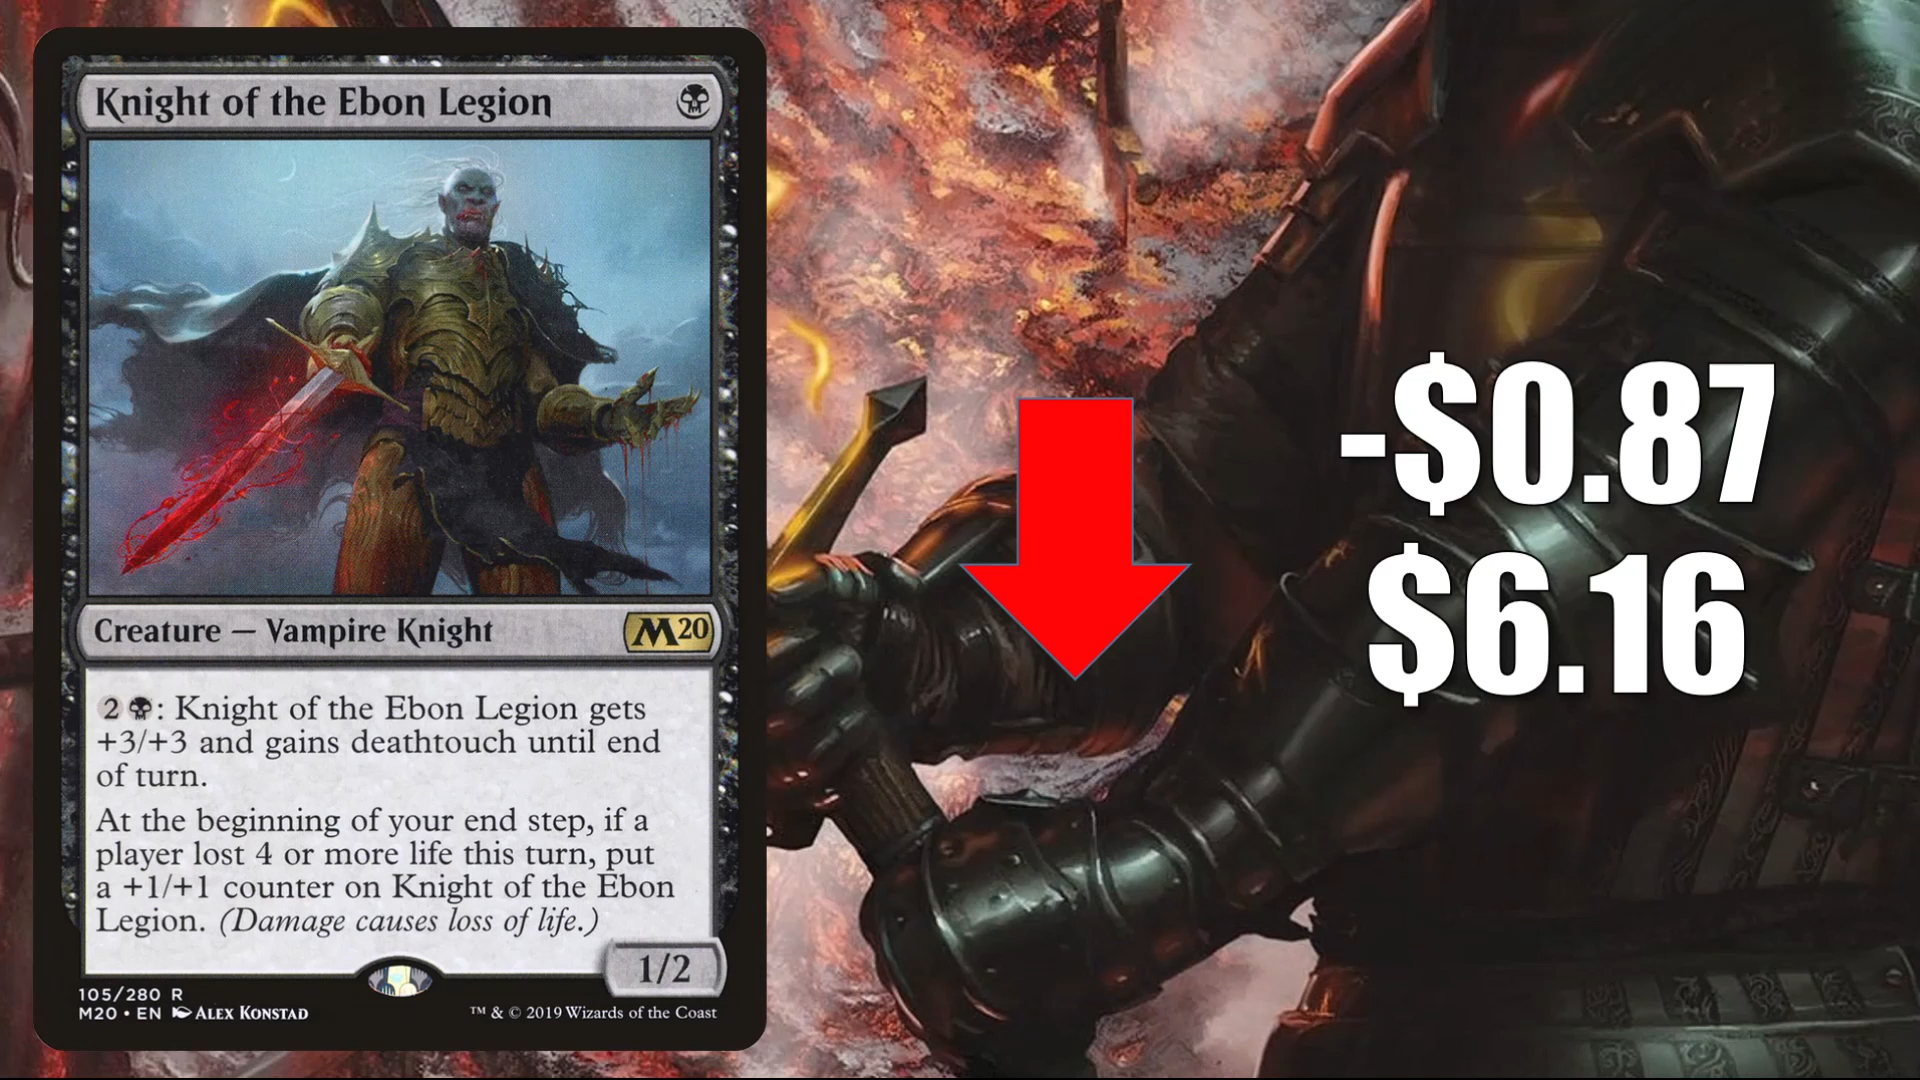 Knight of the Ebon Legion
Creature — Vampire Knight
M20
2: Knight of the Ebon Legion gets
+3/+3 and gains deathtouch until end
of turn.
At the beginning of your end step, if a
player lost 4 or more life this turn, put
a +1/+1 counter on Knight of the Ebon
Legion. (Damage causes loss of life.)
1/2
105/280 R
M20 • EN ALEX KONSTAD
™ & © 2019 Wizards of the Coast
-$0.87
$6.16